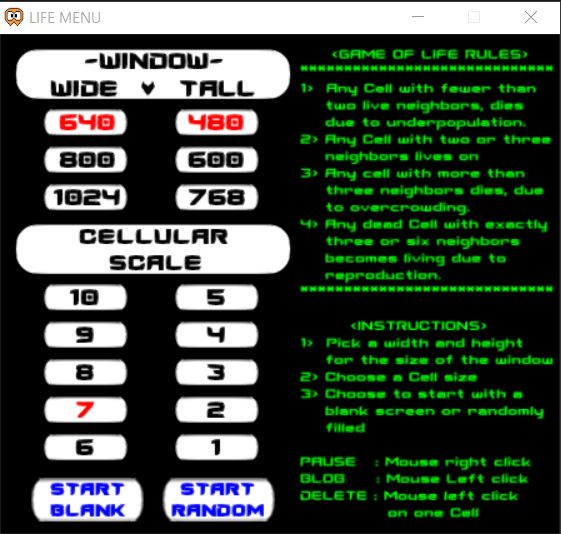 LIFE MENU
-WINDOW-
WIDE v TALL
640 480
800 600
1024 768
CELLULAR
SCALE
10 5
9 4
8 3
7 2
6 1
START START
BLANK RANDOM
<GAME OF LIFE RULES>
******************************
1> Any Cell with fewer than
two live neighbors, dies
due to underpopulation.
2> Any Cell with two or three
neighbors lives on
3> Any cell with more than
three neighbors dies, due
to overcrowding.
4> Any dead Cell with exactly
three or six neighbors
becomes living due to
reproduction.
******************************
<INSTRUCTIONS>
1> Pick a width and height
for the size of the window
2> Choose a Cell size
3> Choose to start with a
blank screen or randomly
filled
PAUSE : Mouse right click
BLOB : Mouse Left click
DELETE : Mouse left click
on one Cell